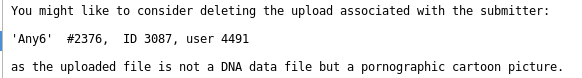 You might like to consider deleting the upload associated with the submitter:
'Any6'  #2376,  ID 3087, user 4491
as the uploaded file is not a DNA data file but a pornographic cartoon picture.